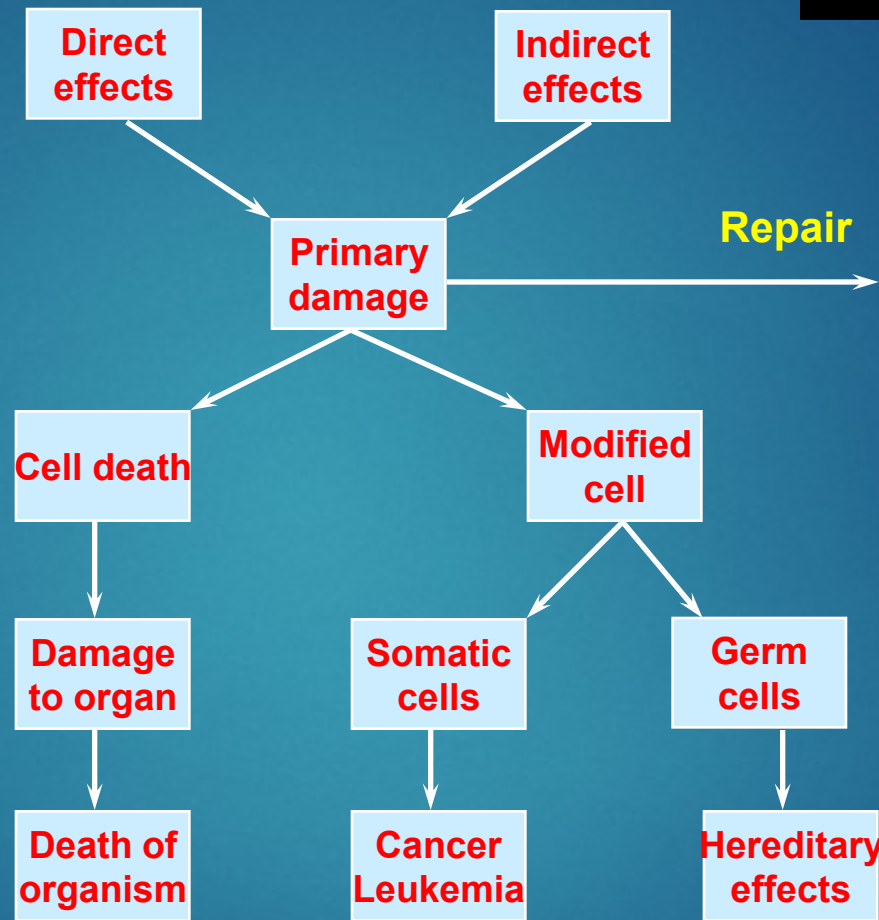 Direct
effects
Indirect
effects
Repair
Primary
damage
Cell death
Modified
cell
Damage
to organ
Somatic
cells
Germ
cells
Death of
organism
Cancer
Leukemia
Hereditary
effects